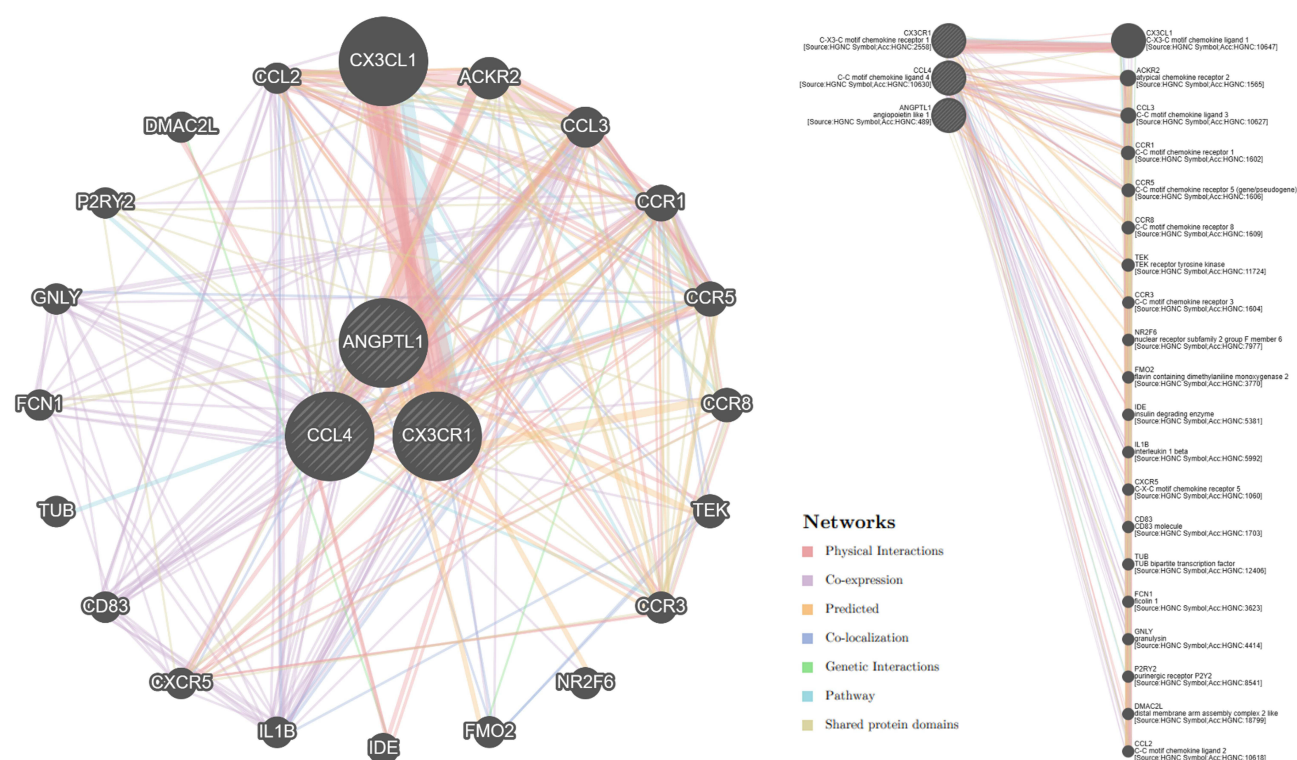 CX3CL1
CCL2
ACKR2
DMAC2L
CCL3
P2RY2
CCR1
GNLY
CCR5
ANGPTL1
FCN1
CCR8
CCL4
CX3CR1
TUB
TEK
CD83
CCR3
CXCR5
NR2F6
IL1B
FMO2
IDE
CX3CR1
C-X3-C motif chemokine receptor 1
[Source:HGNC Symbol;Acc:HGNC:2558]
CCL4
C-C motif chemokine ligand 4
[Source:HGNC Symbol;Acc:HGNC:10630]
ANGPTL1
angiopoietin like 1
[Source:HGNC Symbol;Acc:HGNC:489]
CX3CL1
C-X3-C motif chemokine ligand 1
[Source:HGNC Symbol;Acc:HGNC:10647]
ACKR2
atypical chemokine receptor 2
[Source:HGNC Symbol;Acc:HGNC:1565]
CCL3
C-C motif chemokine ligand 3
[Source:HGNC Symbol;Acc:HGNC:10627]
CCR1
C-C motif chemokine receptor 1
[Source:HGNC Symbol;Acc:HGNC:1602]
CCR5
C-C motif chemokine receptor 5 (gene/pseudogene)
[Source:HGNC Symbol;Acc:HGNC:1606]
CCR8
C-C motif chemokine receptor 8
[Source:HGNC Symbol;Acc:HGNC:1609]
TEK
TEK receptor tyrosine kinase
[Source:HGNC Symbol;Acc:HGNC:11724]
CCR3
C-C motif chemokine receptor 3
[Source:HGNC Symbol;Acc:HGNC:1604]
NR2F6
nuclear receptor subfamily 2 group F member 6
[Source:HGNC Symbol;Acc:HGNC:7977]
FMO2
flavin containing dimethylaniline monoxygenase 2
[Source:HGNC Symbol;Acc:HGNC:3770]
IDE
insulin degrading enzyme
[Source:HGNC Symbol;Acc:HGNC:5381]
IL1B
interleukin 1 beta
[Source:HGNC Symbol;Acc:HGNC:5992]
CXCR5
C-X-C motif chemokine receptor 5
[Source:HGNC Symbol;Acc:HGNC:1060]
CD83
CD83 molecule
[Source:HGNC Symbol;Acc:HGNC:1703]
TUB
TUB bipartite transcription factor
[Source:HGNC Symbol;Acc:HGNC:12406]
FCN1
ficolin 1
[Source:HGNC Symbol;Acc:HGNC:3623]
GNLY
granulysin
[Source:HGNC Symbol;Acc:HGNC:4414]
P2RY2
purinergic receptor P2Y2
[Source:HGNC Symbol;Acc:HGNC:8541]
DMAC2L
distal membrane arm assembly complex 2 like
[Source:HGNC Symbol;Acc:HGNC:18799]
CCL2
C-C motif chemokine ligand 2
[Source:HGNC Symbol;Acc:HGNC:10618]
Networks
Physical Interactions
Co-expression
Predicted
Co-localization
Genetic Interactions
Pathway
Shared protein domains